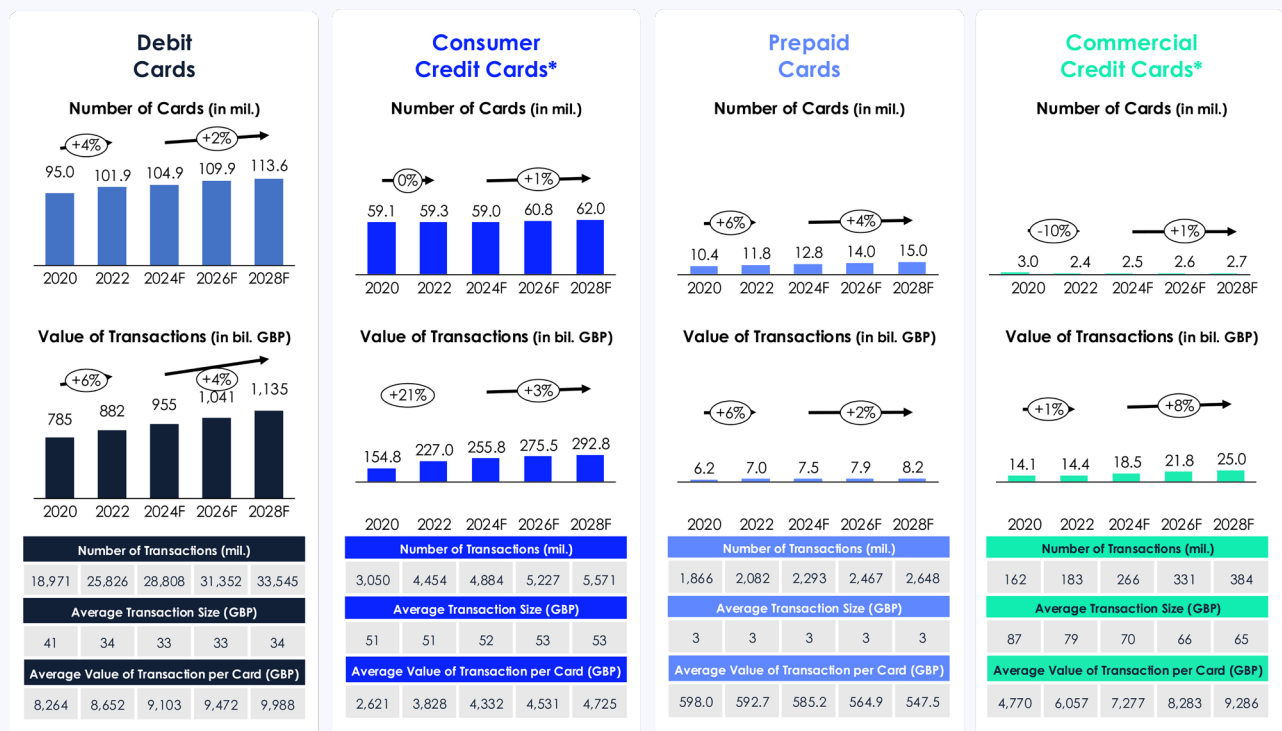 Debit
Cards
Number of Cards (in mil.)
+4%
+2%
95.0 101.9 104.9 109.9 113.6
2020 2022 2024F 2026F 2028F
Value of Transactions (in bil. GBP)
+6%
+4%
785 882 955 1,041 1,135
2020 2022 2024F 2026F 2028F
Number of Transactions (mil.)
18,971 25,826 28,808 31,352 33,545
Average Transaction Size (GBP)
41 34 33 33 34
Average Value of Transaction per Card (GBP)
8,264 8,652 9,103 9,472 9,988
Consumer
Credit Cards*
Number of Cards (in mil.)
0%
+1%
59.1 59.3 59.0 60.8 62.0
2020 2022 2024F 2026F 2028F
Value of Transactions (in bil. GBP)
+21%
+3%
154.8 227.0 255.8 275.5 292.8
2020 2022 2024F 2026F 2028F
Number of Transactions (mil.)
3,050 4,454 4,884 5,227 5,571
Average Transaction Size (GBP)
51 51 52 53 53
Average Value of Transaction per Card (GBP)
2,621 3,828 4,332 4,531 4,725
Prepaid
Cards
Number of Cards (in mil.)
+6%
+4%
10.4 11.8 12.8 14.0 15.0
2020 2022 2024F 2026F 2028F
Value of Transactions (in bil. GBP)
+6%
+2%
6.2 7.0 7.5 7.9 8.2
2020 2022 2024F 2026F 2028F
Number of Transactions (mil.)
1,866 2,082 2,293 2,467 2,648
Average Transaction Size (GBP)
3 3 3 3 3
Average Value of Transaction per Card (GBP)
598.0 592.7 585.2 564.9 547.5
Commercial
Credit Cards*
Number of Cards (in mil.)
-10%
+1%
3.0 2.4 2.5 2.6 2.7
2020 2022 2024F 2026F 2028F
Value of Transactions (in bil. GBP)
+1%
+8%
14.1 14.4 18.5 21.8 25.0
2020 2022 2024F 2026F 2028F
Number of Transactions (mil.)
162 183 266 331 384
Average Transaction Size (GBP)
87 79 70 66 65
Average Value of Transaction per Card (GBP)
4,770 6,057 7,277 8,283 9,286